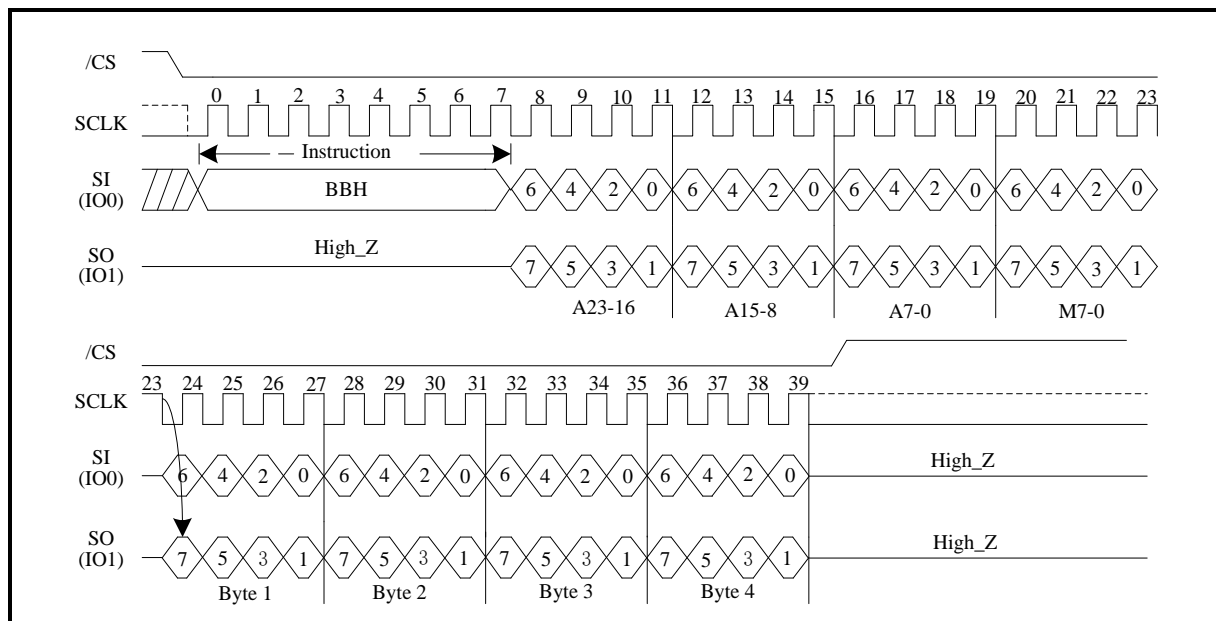 /CS
0 1 2 3 4 5 6 7 8 9 10 11 12 13 14 15 16 17 18 19 20 21 22 23
SCLK
Instruction
SI
(IO0)
BBH
6 4 2 0 6 4 2 0 6 4 2 0 6 4 2 0
SO
(IO1)
High_Z
7 5 3 1 7 5 3 1 7 5 3 1 7 5 3 1
A23-16 A15-8 A7-0 M7-0
/CS
23 24 25 26 27 28 29 30 31 32 33 34 35 36 37 38 39
SCLK
SI
(IO0)
6 4 2 0 6 4 2 0 6 4 2 0 6 4 2 0
High_Z
SO
(IO1)
7 5 3 1 7 5 3 1 7 5 3 1 7 5 3 1
High_Z
Byte 1 Byte 2 Byte 3 Byte 4